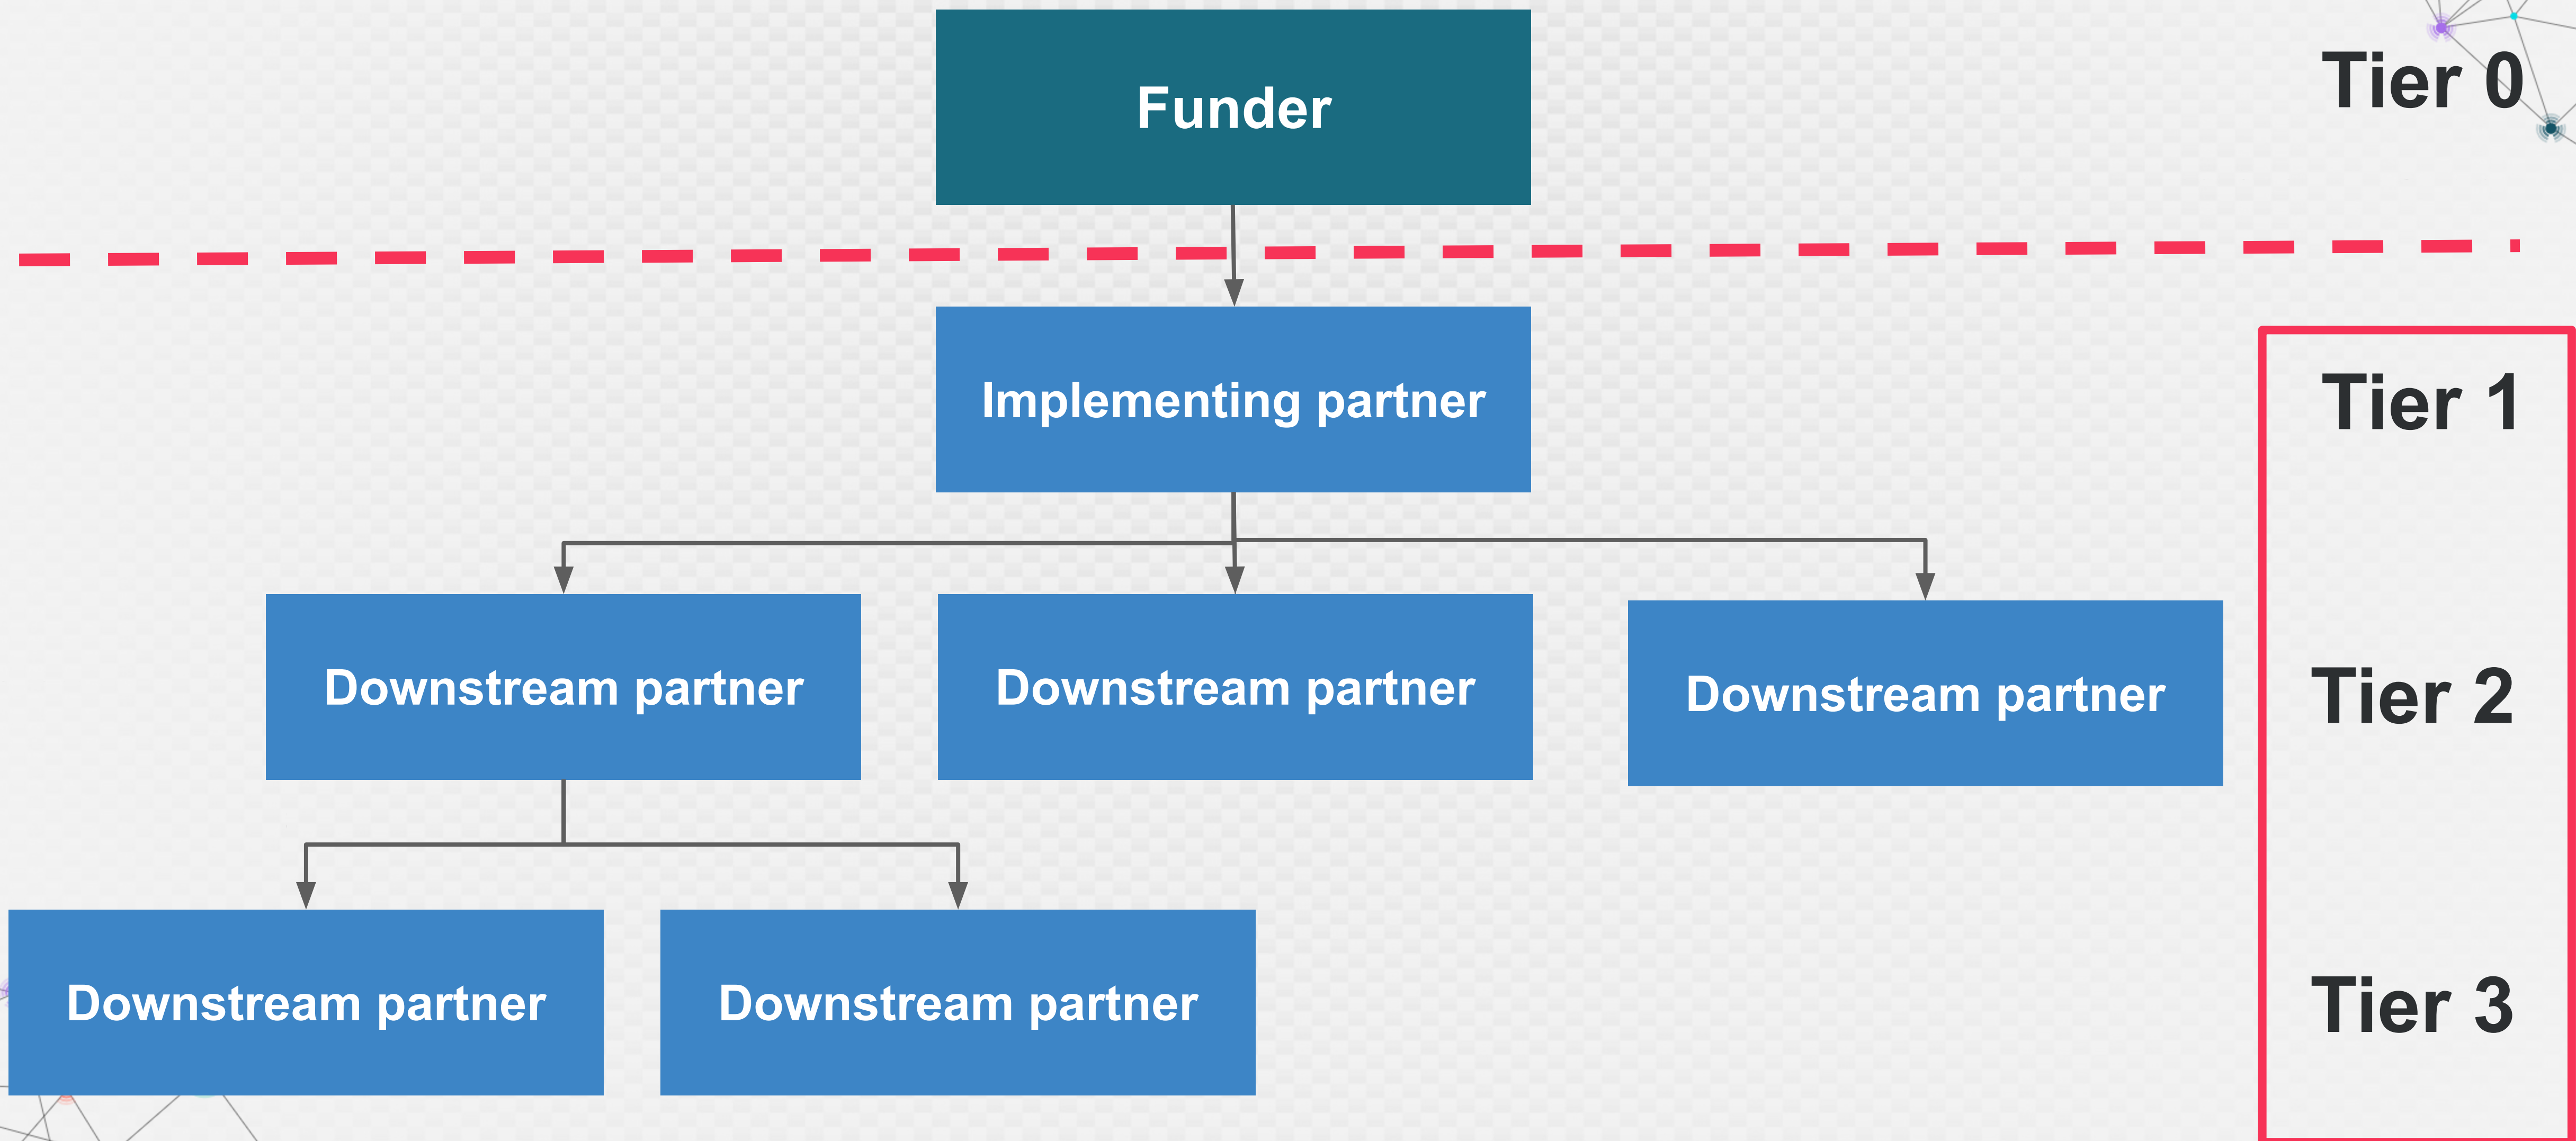 Funder
Tier 0
Implementing partner
Tier 1
Downstream partner
Downstream partner
Downstream partner
Tier 2
Downstream partner
Downstream partner
Tier 3